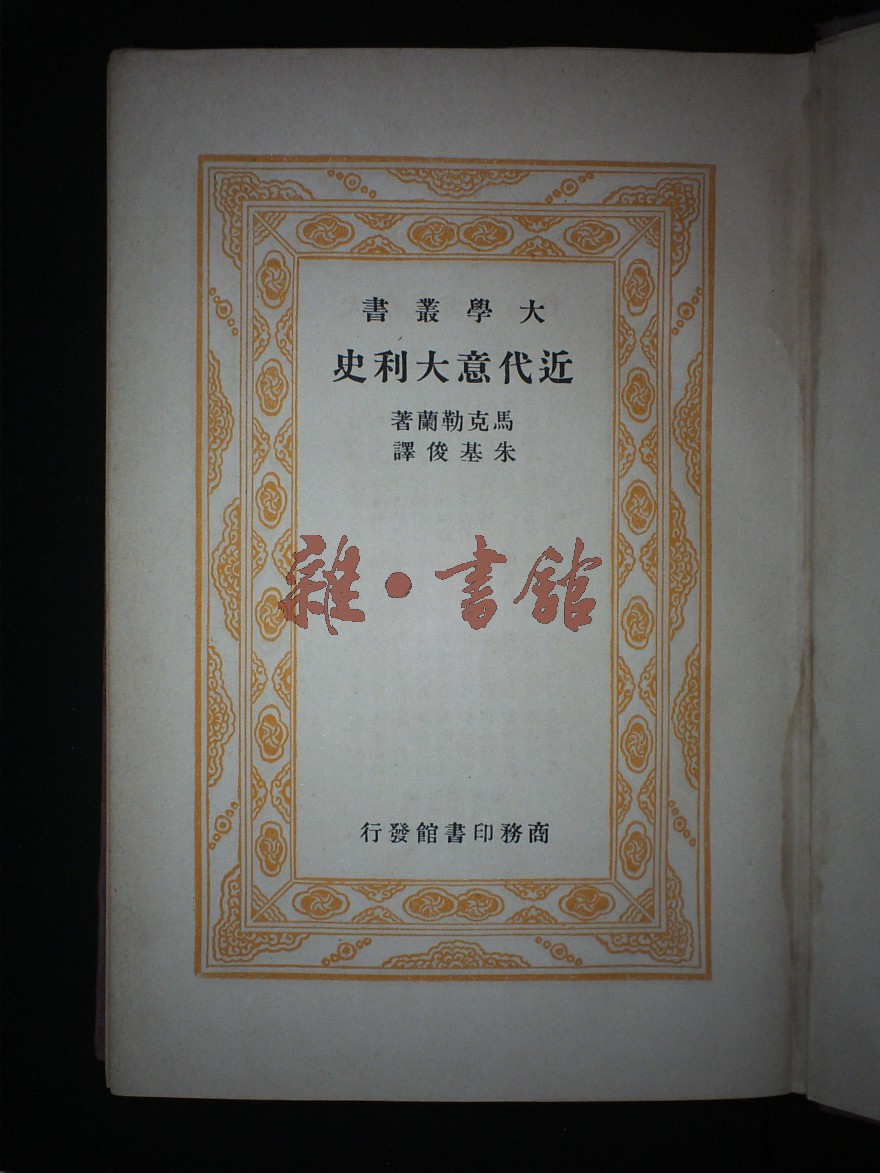 大學叢書
近代意大利史
馬克勒蘭著
朱基俊譯
雜·書館
商務印書館發行